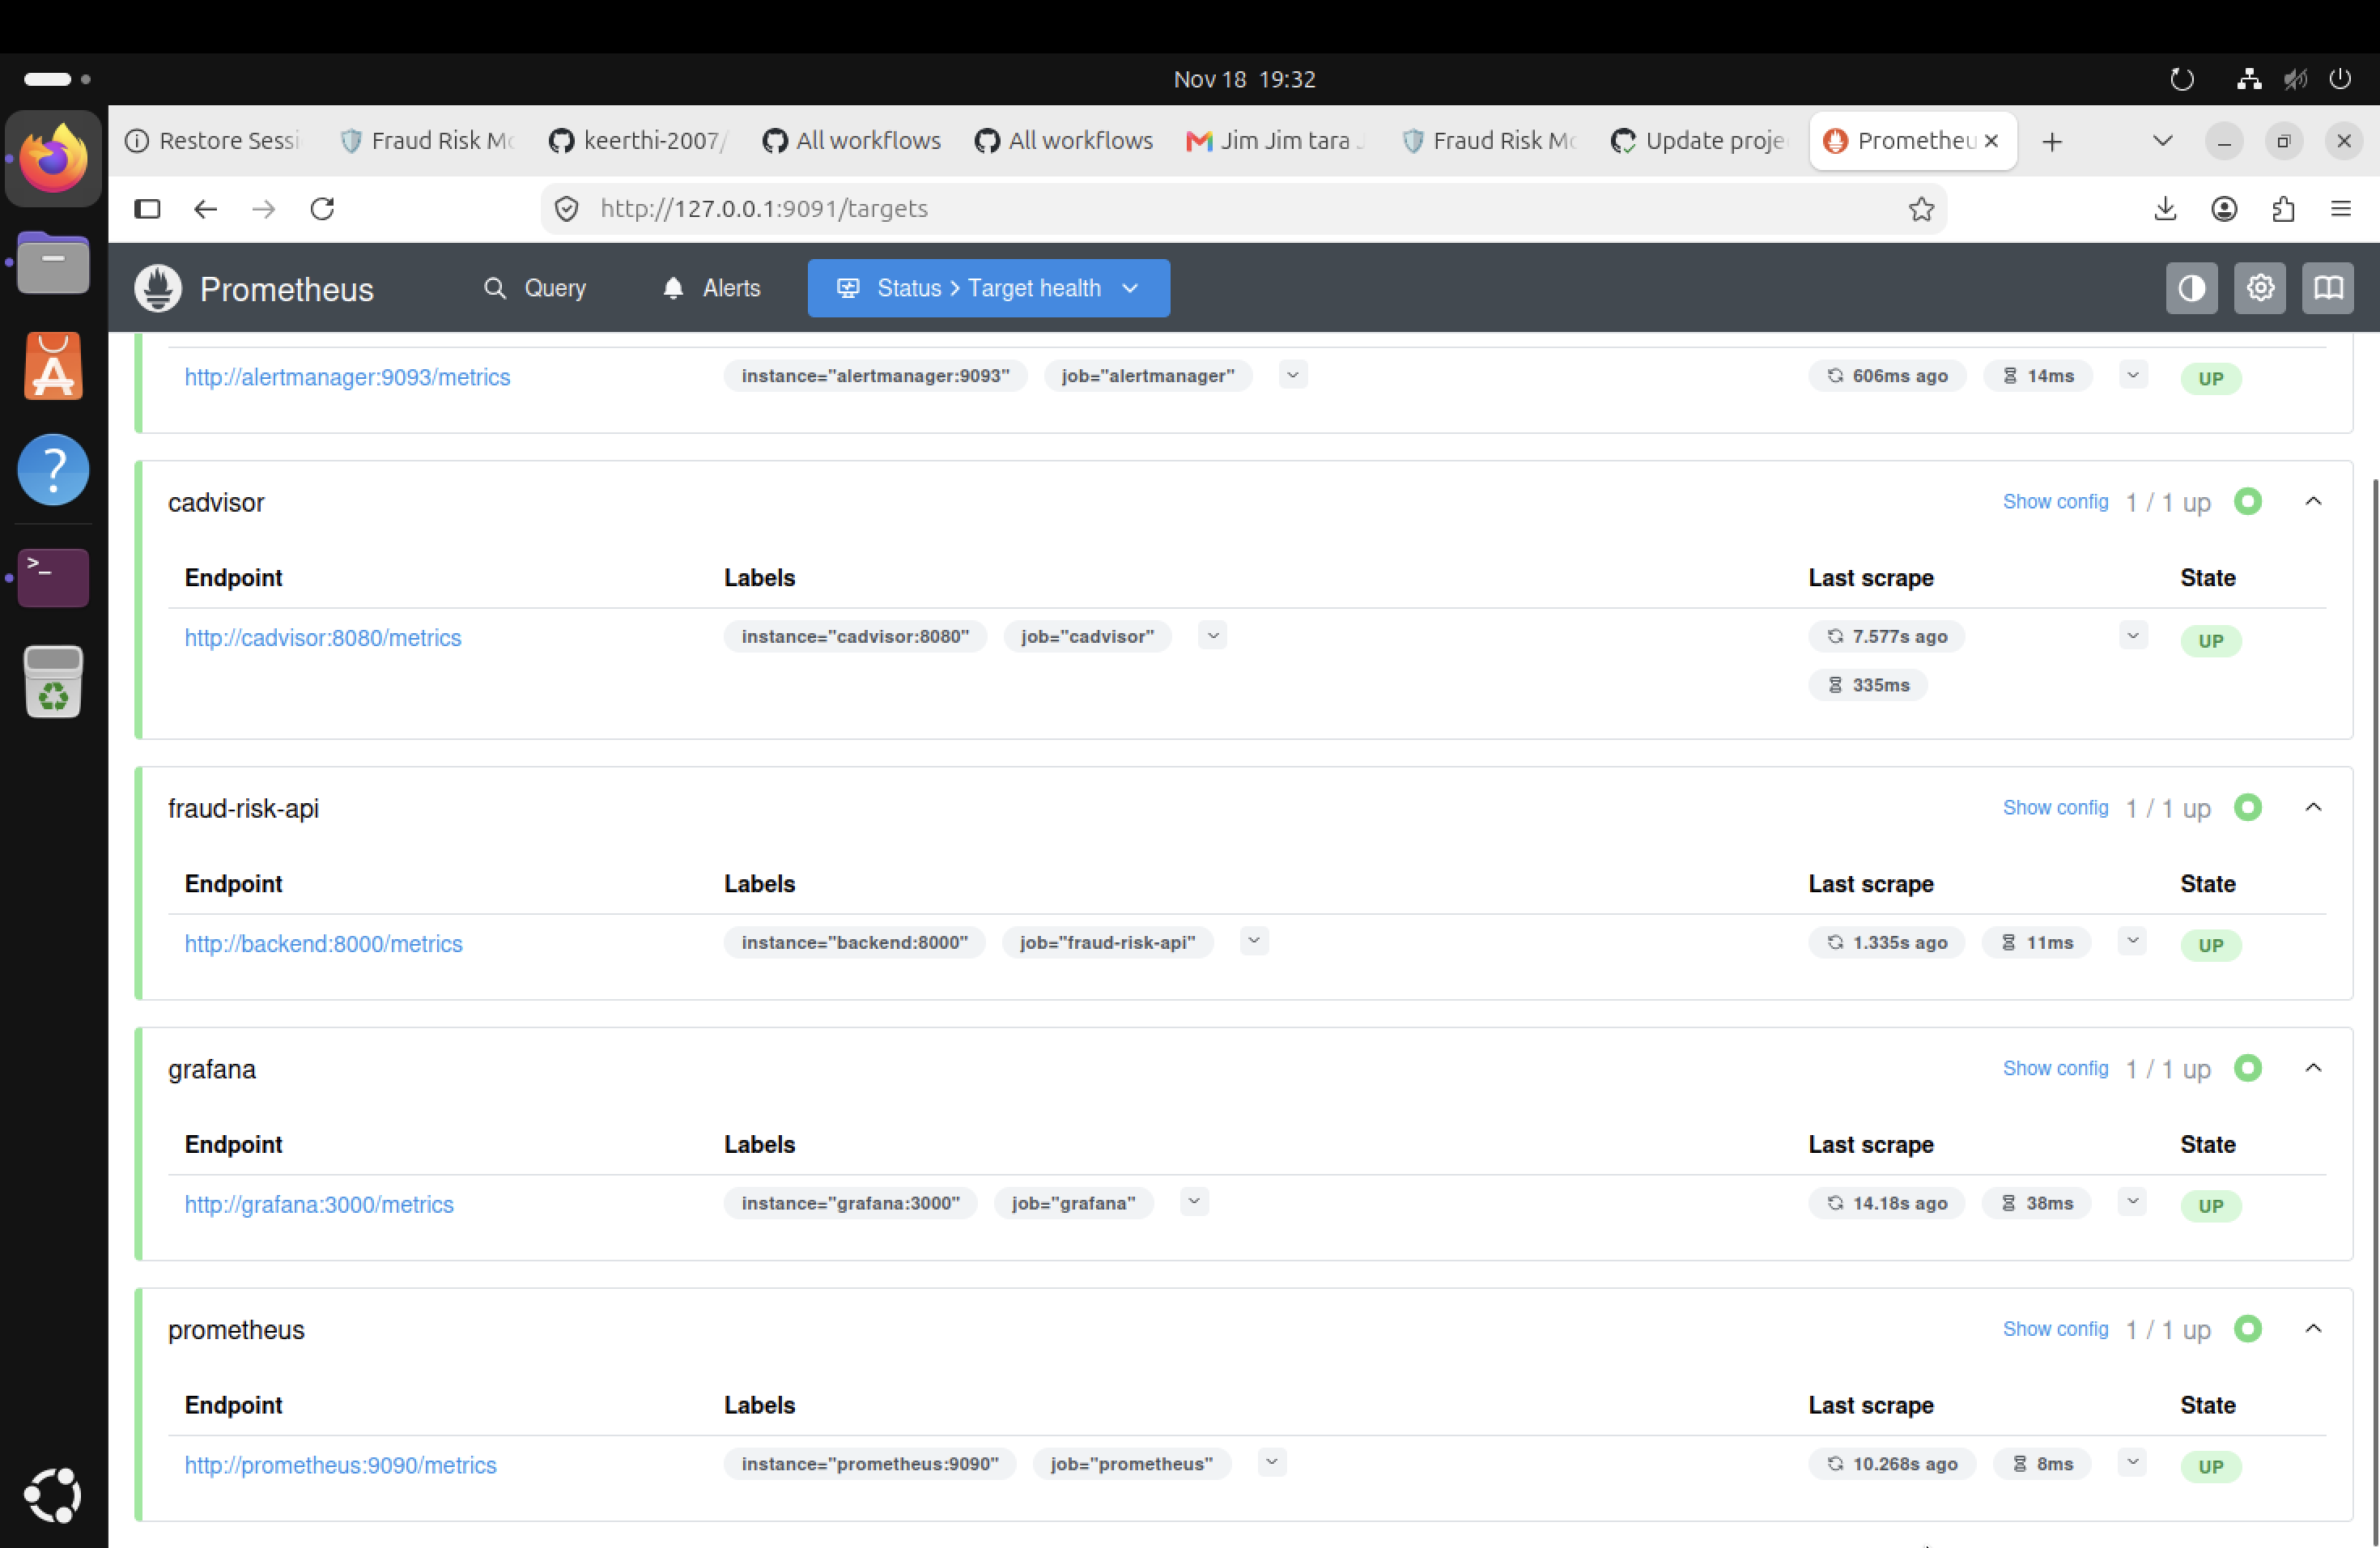 Nov 18 19:32
Restore Sessi
Fraud Risk Mo
keerthi-2007/
All workflows
All workflows
Jim Jim tara J
Fraud Risk Mo
Update proje
Prometheu
http://127.0.0.1:9091/targets
Prometheus
Query
Alerts
Status > Target health
http://alertmanager:9093/metrics
instance="alertmanager:9093"
job="alertmanager"
606ms ago
14ms
UP
cadvisor
Show config
1 / 1 up
Endpoint
Labels
Last scrape
State
http://cadvisor:8080/metrics
instance="cadvisor:8080"
job="cadvisor"
7.577s ago
UP
335ms
fraud-risk-api
Show config
1 / 1 up
Endpoint
Labels
Last scrape
State
http://backend:8000/metrics
instance="backend:8000"
job="fraud-risk-api"
1.335s ago
11ms
UP
grafana
Show config
1 / 1 up
Endpoint
Labels
Last scrape
State
http://grafana:3000/metrics
instance="grafana:3000"
job="grafana"
14.18s ago
38ms
UP
prometheus
Show config
1 / 1 up
Endpoint
Labels
Last scrape
State
http://prometheus:9090/metrics
instance="prometheus:9090"
job="prometheus"
10.268s ago
8ms
UP